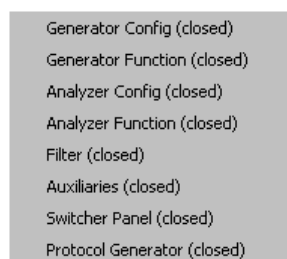 Generator Config (closed)
Generator Function (closed)
Analyzer Config (closed)
Analyzer Function (closed)
Filter (closed)
Auxiliaries (closed)
Switcher Panel (closed)
Protocol Generator (closed)